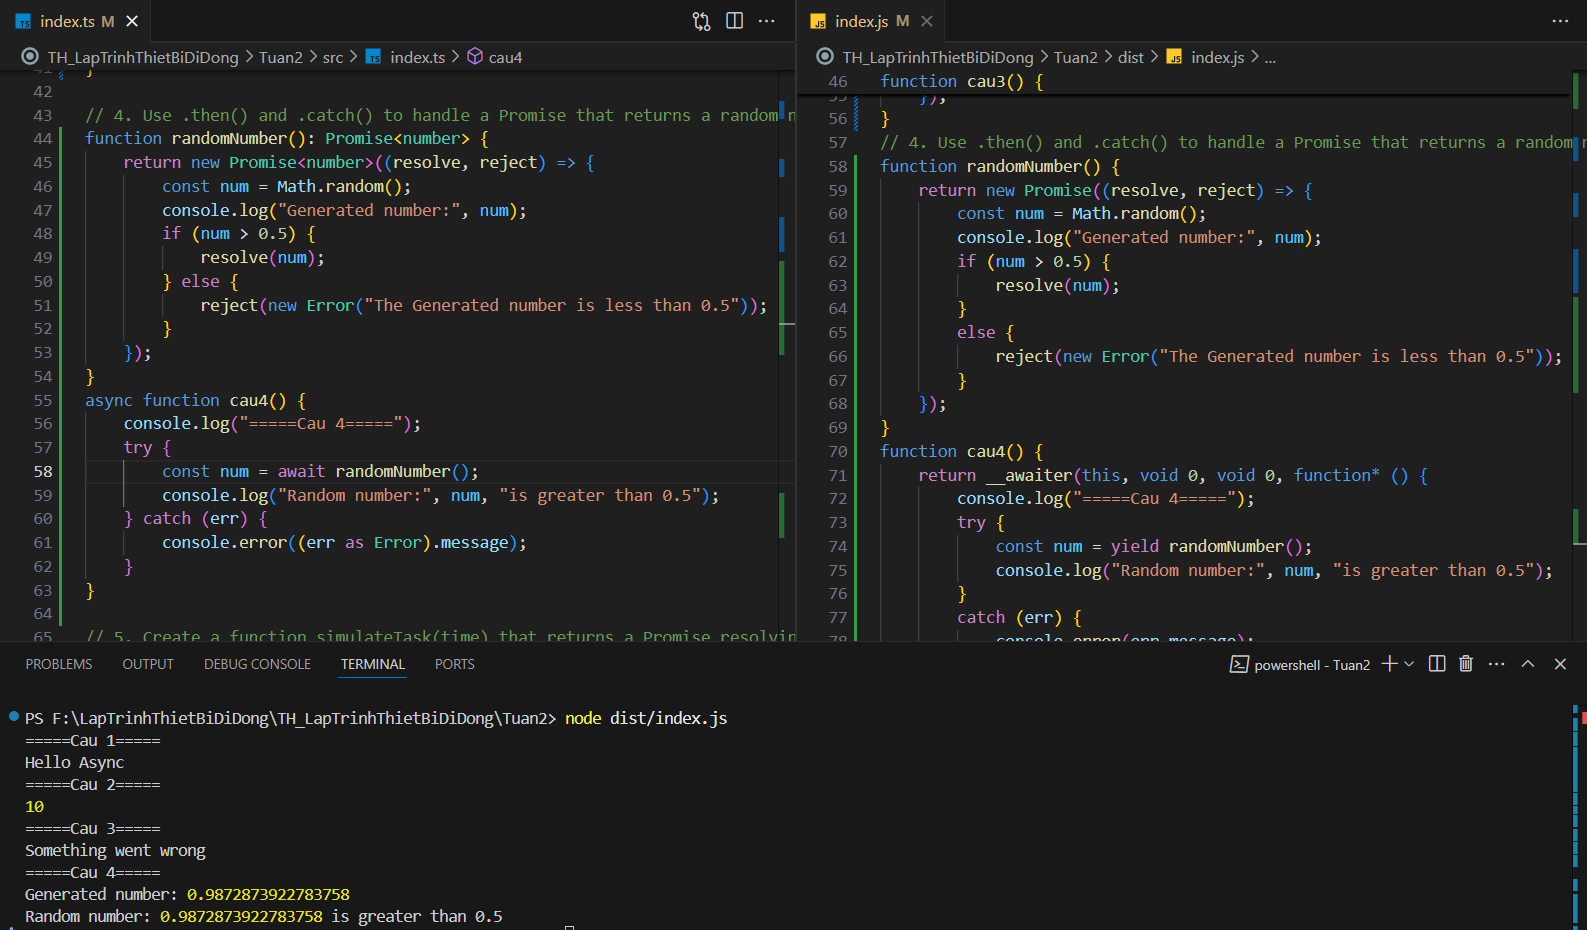 index.ts M
TH_LapTrinhThietBiDiDong > Tuan2 > src > index.ts > cau4
41 }
42
43 // 4. Use .then() and .catch() to handle a Promise that returns a random
44 function randomNumber(): Promise<number> {
45 return new Promise<number>((resolve, reject) => {
46 const num = Math.random();
47 console.log("Generated number:", num);
48 if (num > 0.5) {
49 resolve(num);
50 } else {
51 reject(new Error("The Generated number is less than 0.5"));
52 }
53 });
54 }
55 async function cau4() {
56 console.log("=====Cau 4=====");
57 try {
58 const num = await randomNumber();
59 console.log("Random number:", num, "is greater than 0.5");
60 } catch (err) {
61 console.error((err as Error).message);
62 }
63 }
64
65 // 5. Create a function simulateTask(time) that returns a Promise resolvin
index.js M
TH_LapTrinhThietBiDiDong > Tuan2 > dist > index.js > ...
46 function cau3() {
55 });
56 }
57 // 4. Use .then() and .catch() to handle a Promise that returns a random
58 function randomNumber() {
59 return new Promise((resolve, reject) => {
60 const num = Math.random();
61 console.log("Generated number:", num);
62 if (num > 0.5) {
63 resolve(num);
64 }
65 else {
66 reject(new Error("The Generated number is less than 0.5"));
67 }
68 });
69 }
70 function cau4() {
71 return __awaiter(this, void 0, void 0, function* () {
72 console.log("=====Cau 4=====");
73 try {
74 const num = yield randomNumber();
75 console.log("Random number:", num, "is greater than 0.5");
76 }
77 catch (err) {
78 console.error(err.message);
PROBLEMS OUTPUT DEBUG CONSOLE TERMINAL PORTS
powershell - Tuan2
PS F:\LapTrinhThietBiDiDong\TH_LapTrinhThietBiDiDong\Tuan2> node dist/index.js
=====Cau 1=====
Hello Async
=====Cau 2=====
10
=====Cau 3=====
Something went wrong
=====Cau 4=====
Generated number: 0.9872873922783758
Random number: 0.9872873922783758 is greater than 0.5